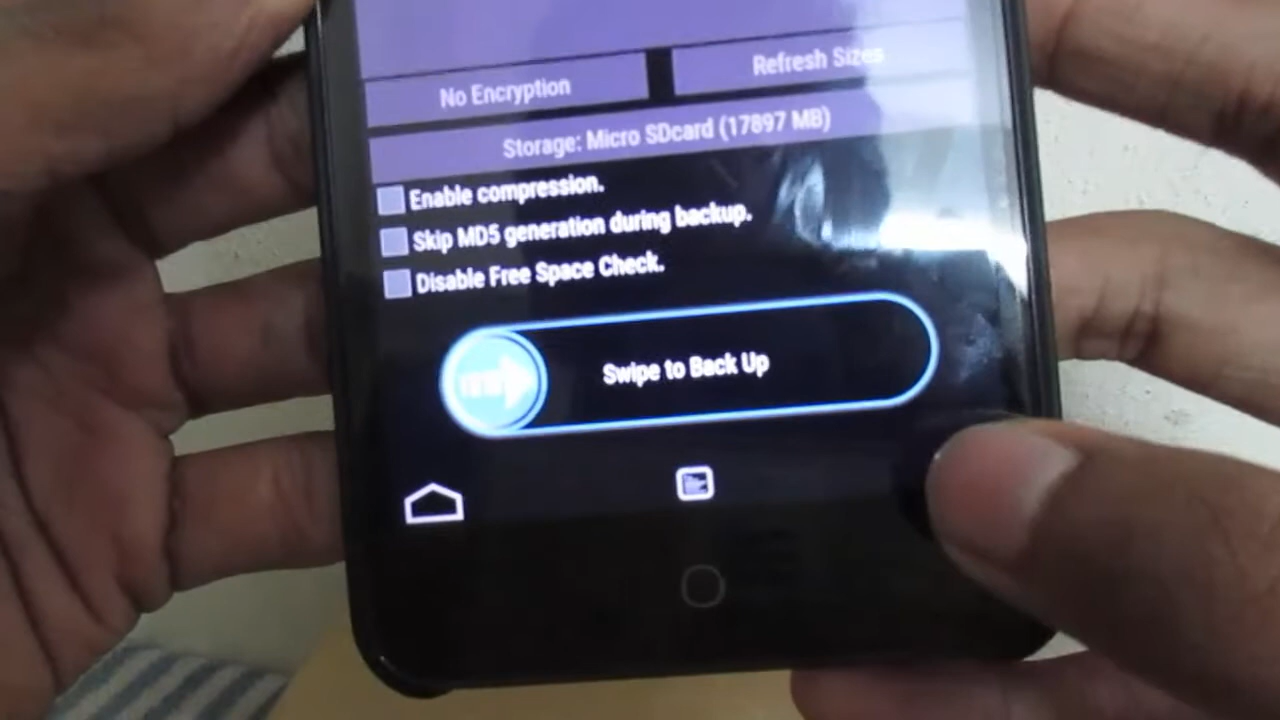 No Encryption
Refresh Sizes
Storage: Micro SDcard (17897 MB)
Enable compression.
Skip MD5 generation during backup.
Disable Free Space Check.
Swipe to Back Up